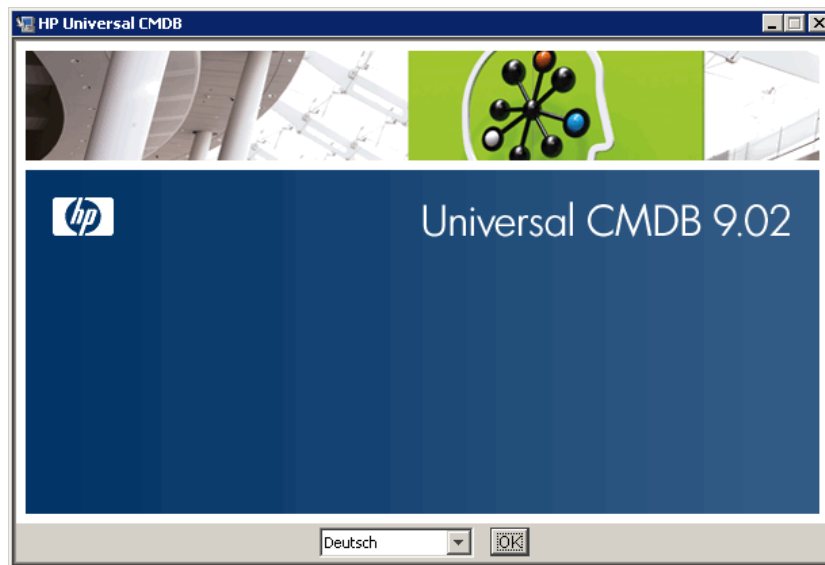 HP Universal CMDB
hp
Universal CMDB 9.02
Deutsch
OK